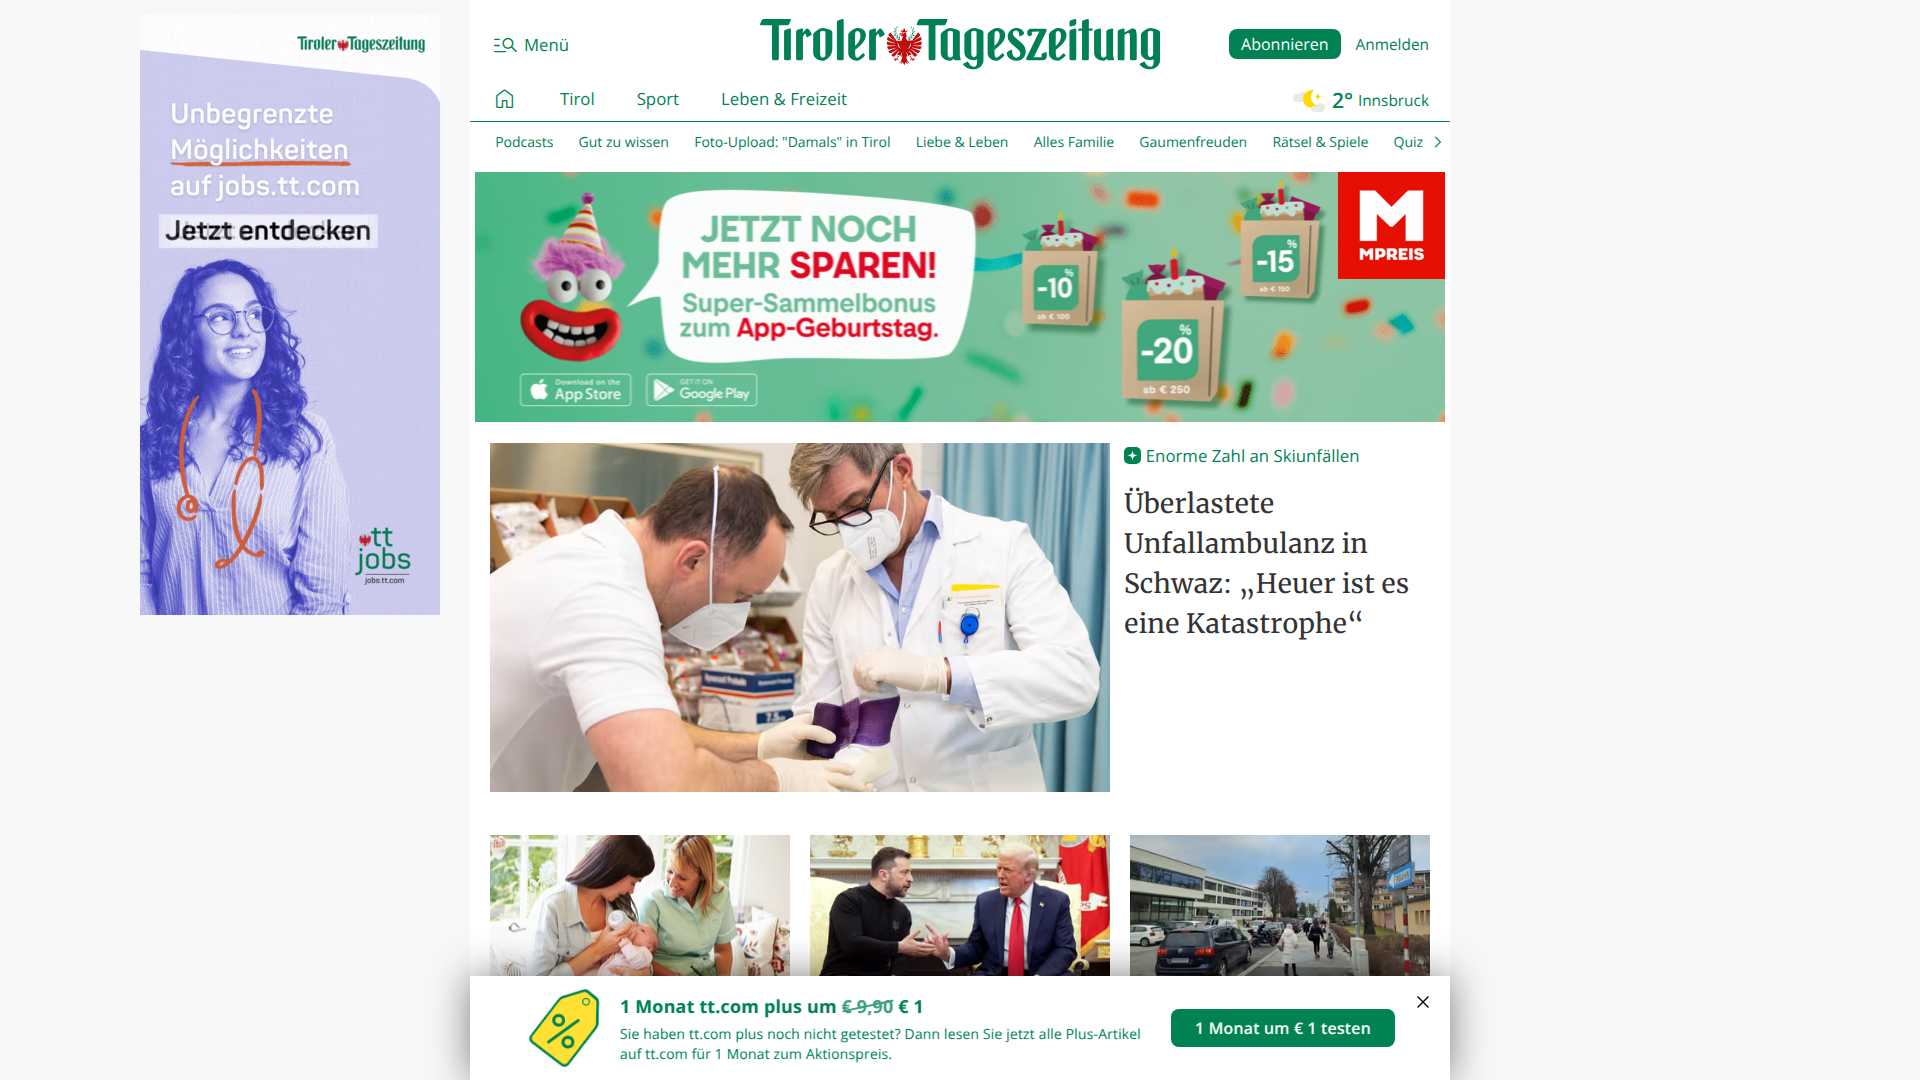 Tiroler Tageszeitung
Unbegrenzte
Möglichkeiten
auf jobs.tt.com
Jetzt entdecken
tt
jobs
jobs.tt.com
Menü
Tiroler Tageszeitung
Abonnieren
Anmelden
Tirol
Sport
Leben & Freizeit
2° Innsbruck
Podcasts
Gut zu wissen
Foto-Upload: "Damals" in Tirol
Liebe & Leben
Alles Familie
Gaumenfreuden
Rätsel & Spiele
Quiz
JETZT NOCH
MEHR SPAREN!
Super-Sammelbonus
zum App-Geburtstag.
Download on the
App Store
GET IT ON
Google Play
-10 %
ab € 100
-20 %
ab € 250
-15 %
ab € 150
M
MPREIS
Enorme Zahl an Skiunfällen
Überlastete
Unfallambulanz in
Schwaz: „Heuer ist es
eine Katastrophe“
1 Monat tt.com plus um € 9,90 € 1
Sie haben tt.com plus noch nicht getestet? Dann lesen Sie jetzt alle Plus-Artikel
auf tt.com für 1 Monat zum Aktionspreis.
1 Monat um € 1 testen